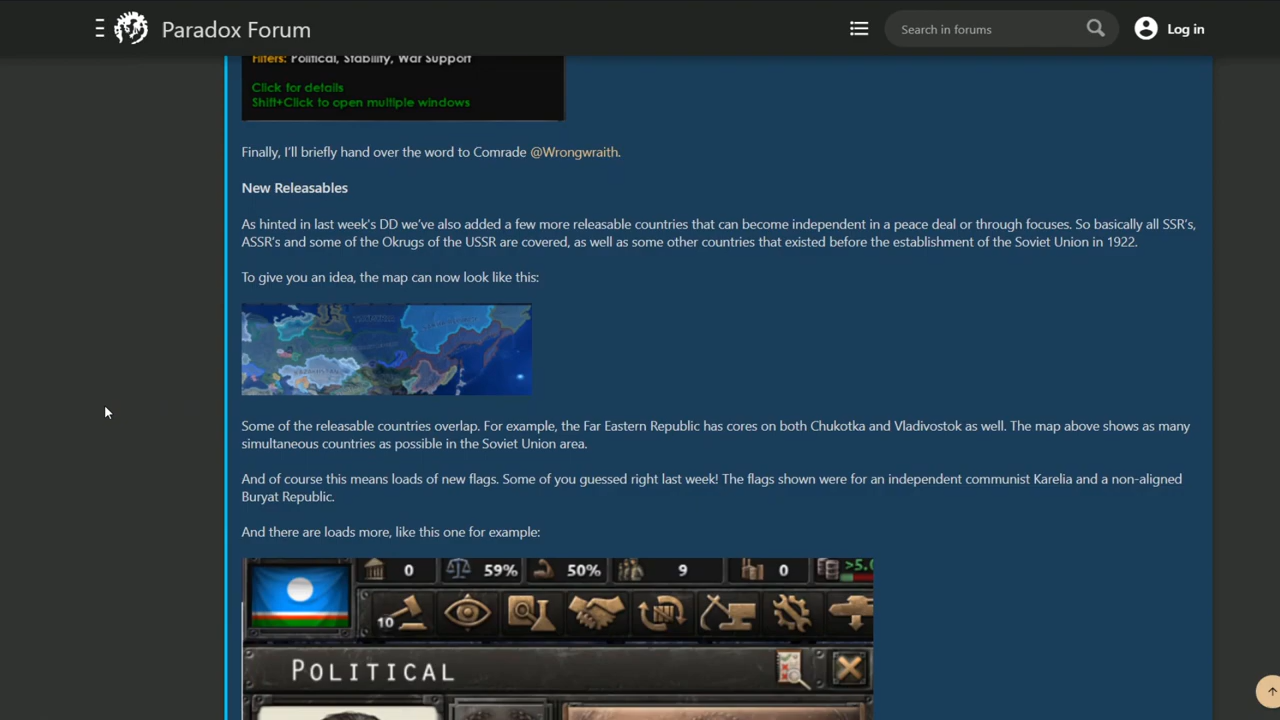 Paradox Forum
Search in forums
Log in
Filters: Political, Stability, War Support
Click for details
Shift+Click to open multiple windows
Finally, I'll briefly hand over the word to Comrade @Wrongwraith.
New Releasables
As hinted in last week's DD we've also added a few more releasable countries that can become independent in a peace deal or through focuses. So basically all SSR's,
ASSR's and some of the Okrugs of the USSR are covered, as well as some other countries that existed before the establishment of the Soviet Union in 1922.
To give you an idea, the map can now look like this:
Some of the releasable countries overlap. For example, the Far Eastern Republic has cores on both Chukotka and Vladivostok as well. The map above shows as many
simultaneous countries as possible in the Soviet Union area.
And of course this means loads of new flags. Some of you guessed right last week! The flags shown were for an independent communist Karelia and a non-aligned
Buryat Republic.
And there are loads more, like this one for example:
0 59% 50% 9 0 >5.0
10
POLITICAL